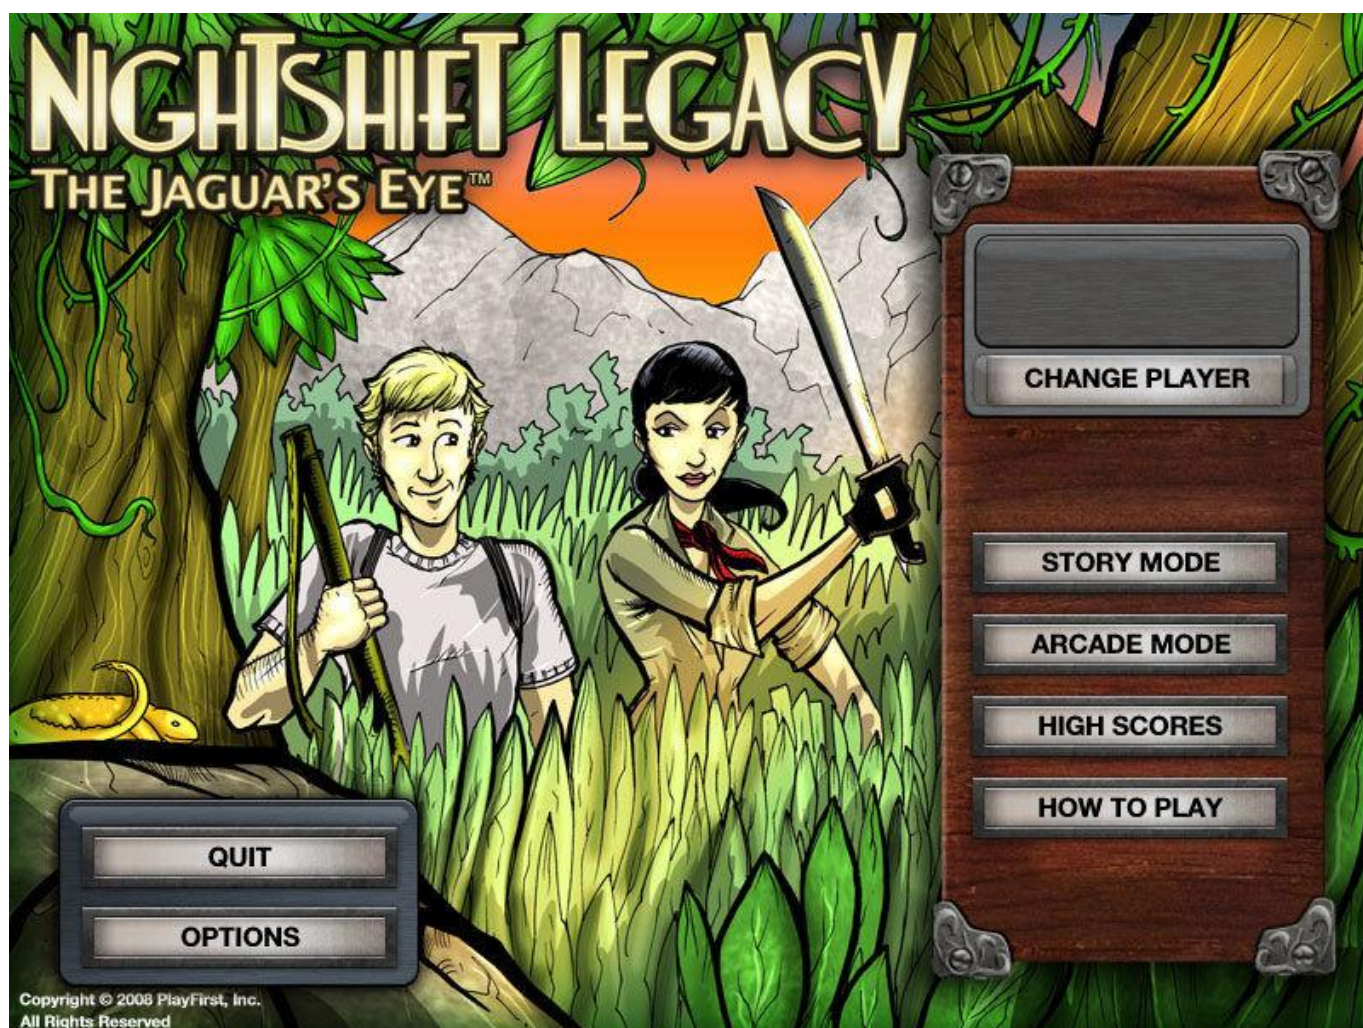 NIGHTSHIFT LEGACY
THE JAGUAR'S EYE™
CHANGE PLAYER
STORY MODE
ARCADE MODE
HIGH SCORES
HOW TO PLAY
QUIT
OPTIONS
Copyright © 2008 PlayFirst, Inc.
All Rights Reserved